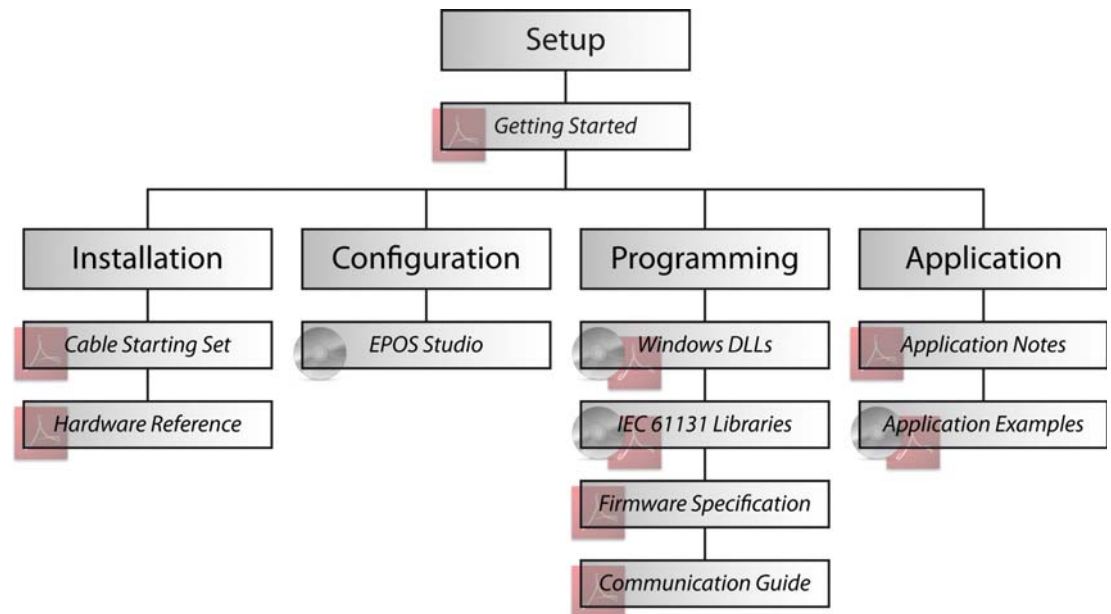 Setup
Getting Started
Installation
Configuration
Programming
Application
Cable Starting Set
EPOS Studio
Windows DLLs
Application Notes
Hardware Reference
IEC 61131 Libraries
Application Examples
Firmware Specification
Communication Guide